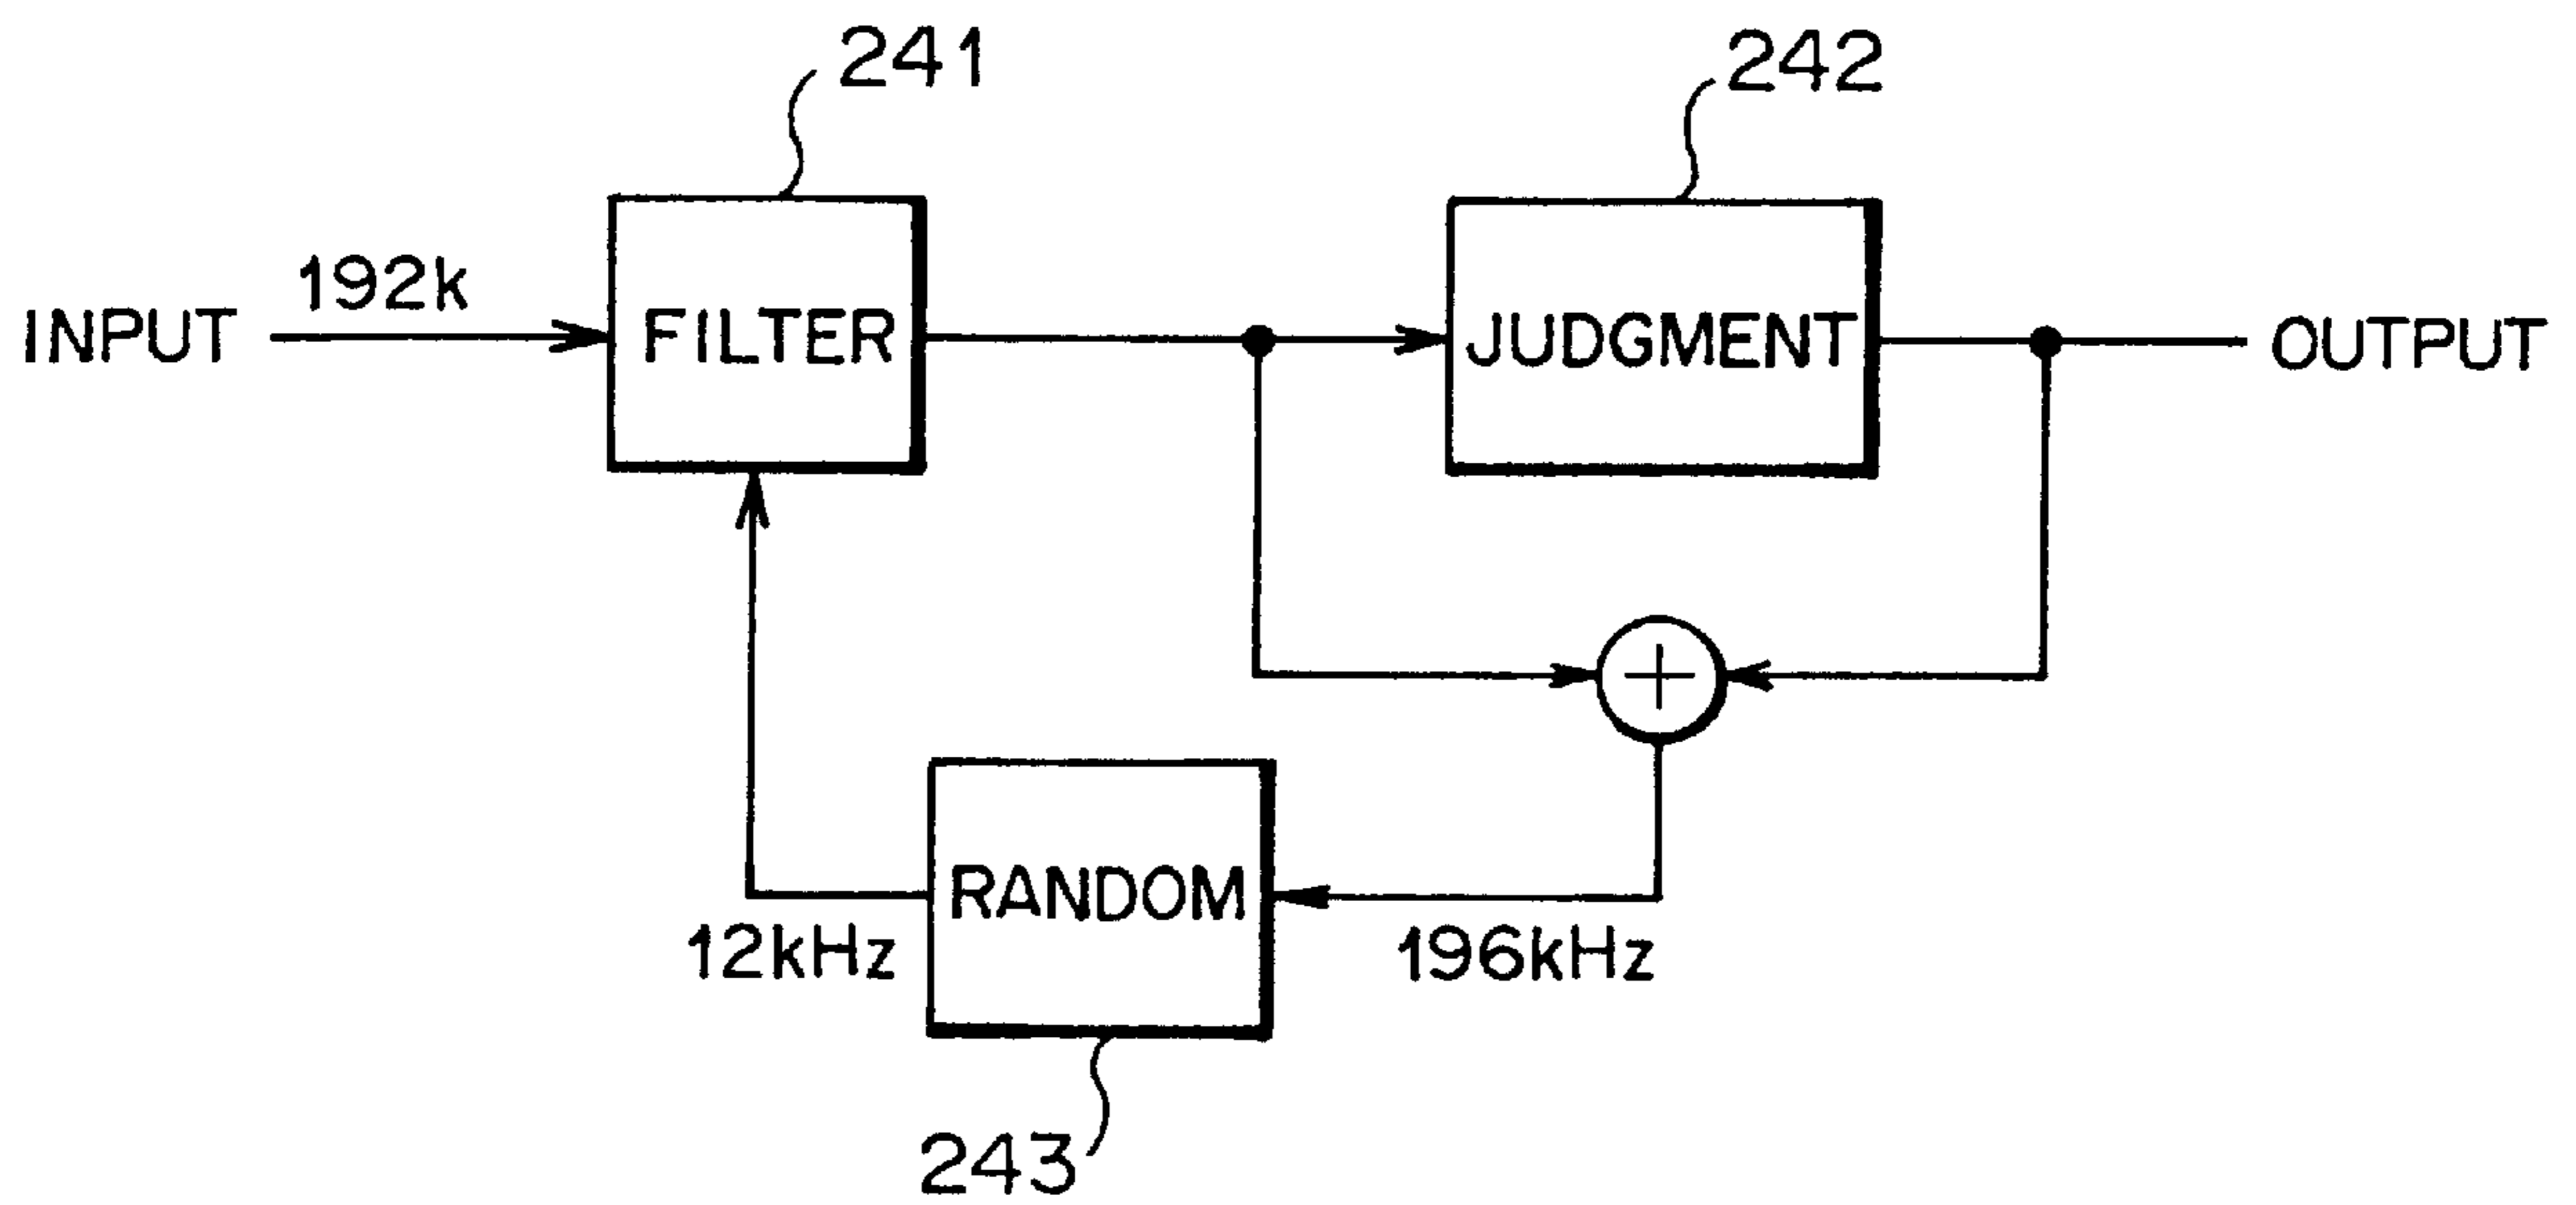 241
242
192k
INPUT
FILTER
JUDGMENT
OUTPUT
+
RANDOM
12kHz
196kHz
243